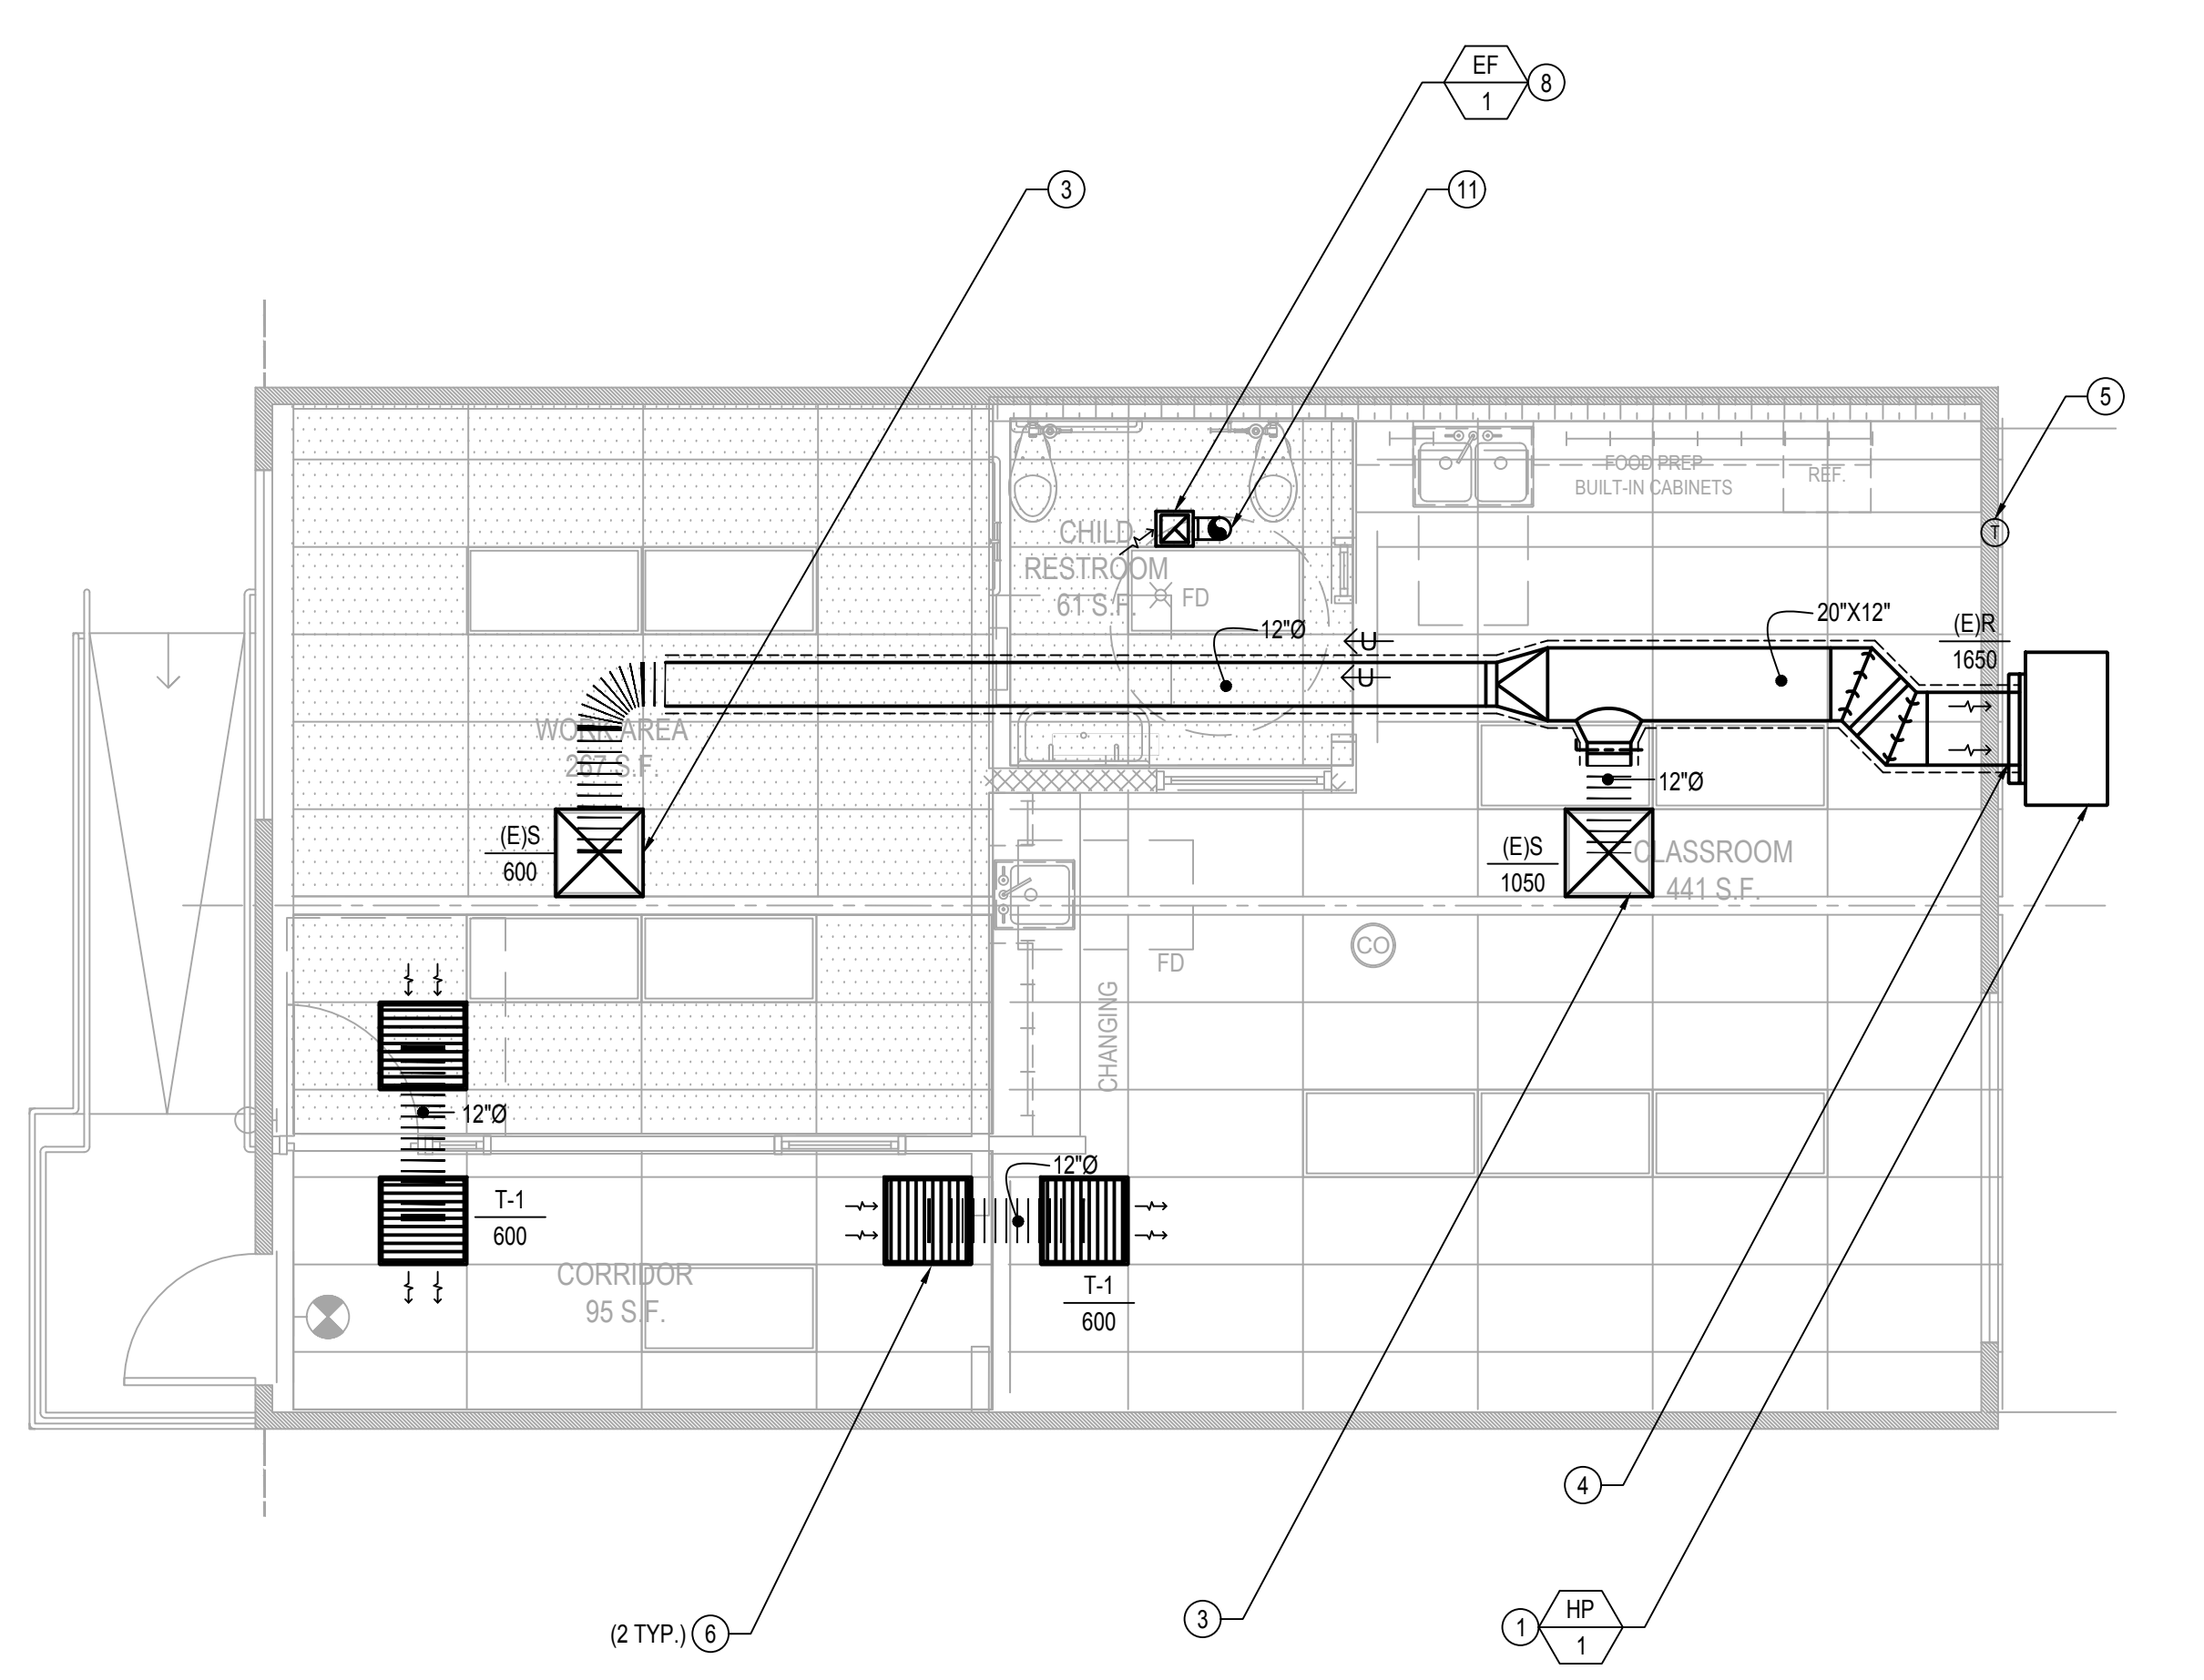 EF
8
1
3
11
5
FOOD PREP
BUILT-IN CABINETS
REF.
T
CHILD
RESTROOM
61 S.F.
FD
12"Ø
U
U
20"X12"
(E)R
1650
WORK AREA
267 S.F.
12"Ø
(E)S
600
(E)S
1050
CLASSROOM
441 S.F.
CO
FD
CHANGING
12"Ø
12"Ø
T-1
600
CORRIDOR
95 S.F.
T-1
600
4
3
HP
1
1
(2 TYP.) 6